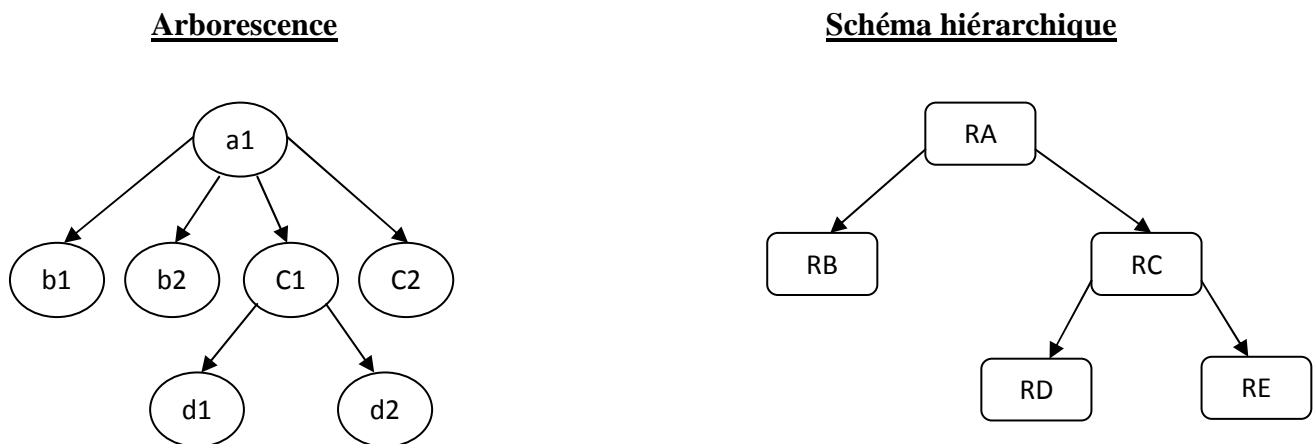 Arborescence
Schéma hiérarchique
a1
RA
b1
b2
C1
C2
RB
RC
d1
d2
RD
RE